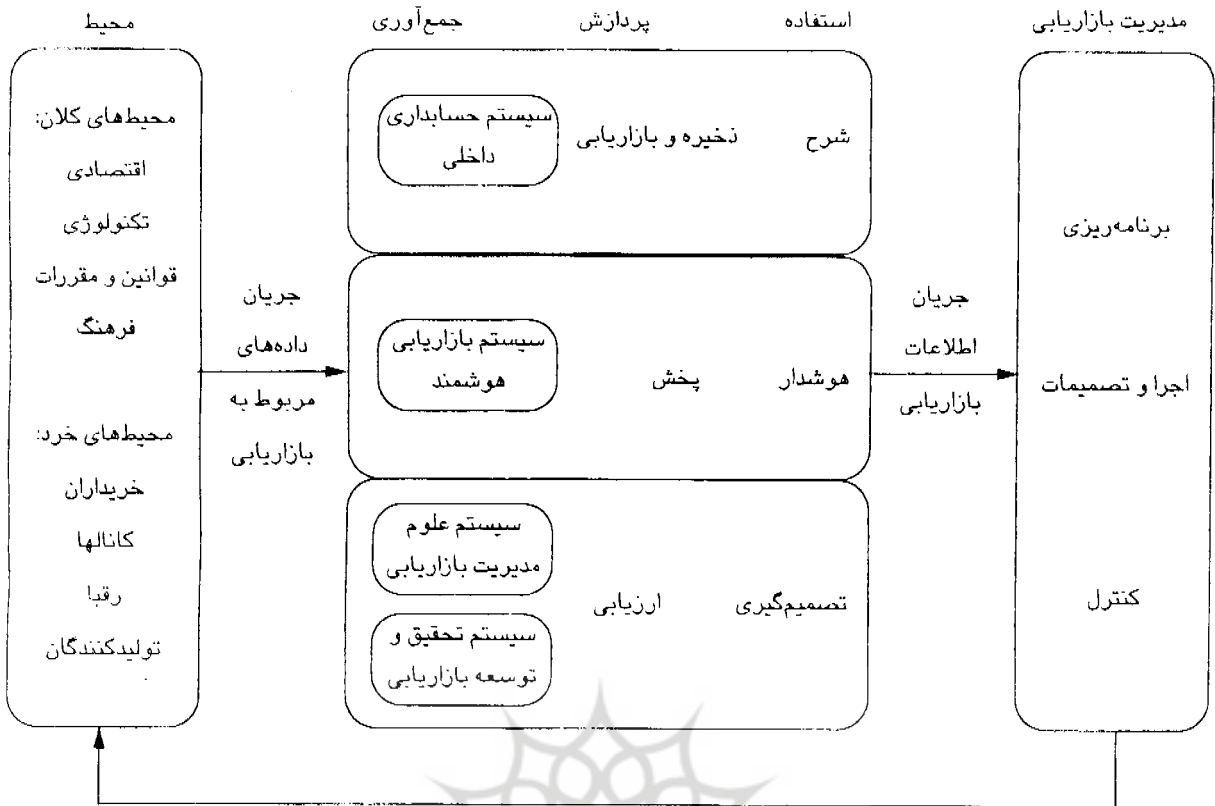 مدیریت بازاریابی
برنامه‌ریزی
اجرا و تصمیمات
کنترل
جریان
اطلاعات
بازاریابی
استفاده پردازش جمع‌آوری
شرح ذخیره و بازاریابی
سیستم حسابداری
داخلی
هوشدار پخش
سیستم بازاریابی
هوشمند
تصمیم‌گیری ارزیابی
سیستم علوم
مدیریت بازاریابی
سیستم تحقیق و
توسعه بازاریابی
جریان
داده‌های
مربوط به
بازاریابی
محیط
محیط‌های کلان:
اقتصادی
تکنولوژی
قوانین و مقررات
فرهنگ
محیط‌های خرد:
خریداران
کانالها
رقبا
تولیدکنندگان